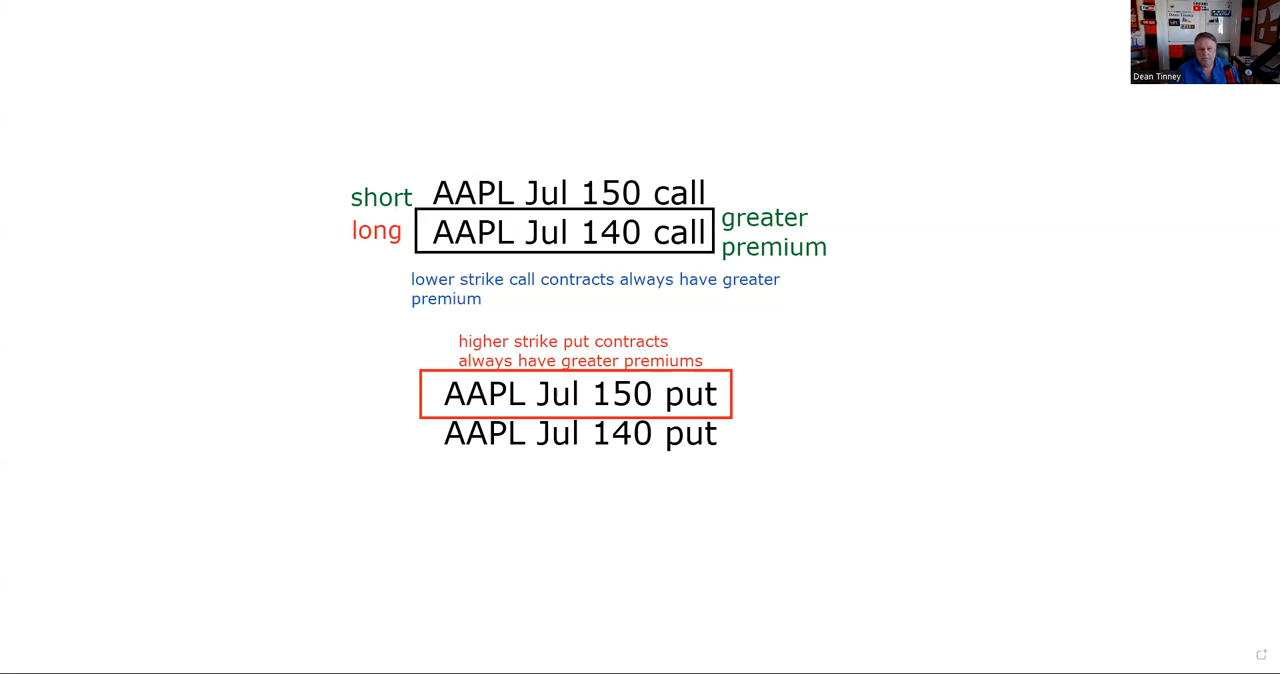 Dean Tinney
short AAPL Jul 150 call
long AAPL Jul 140 call
greater
premium
lower strike call contracts always have greater
premium
higher strike put contracts
always have greater premiums
AAPL Jul 150 put
AAPL Jul 140 put